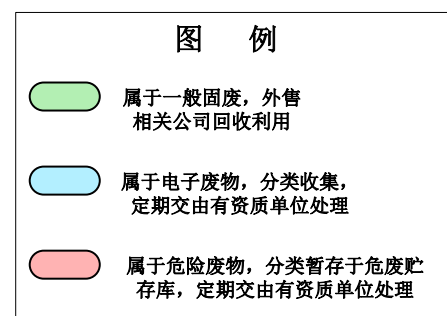 图 例
属于一般固废，外售
相关公司回收利用
属于电子废物，分类收集，
定期交由有资质单位处理
属于危险废物，分类暂存于危废贮
存库，定期交由有资质单位处理